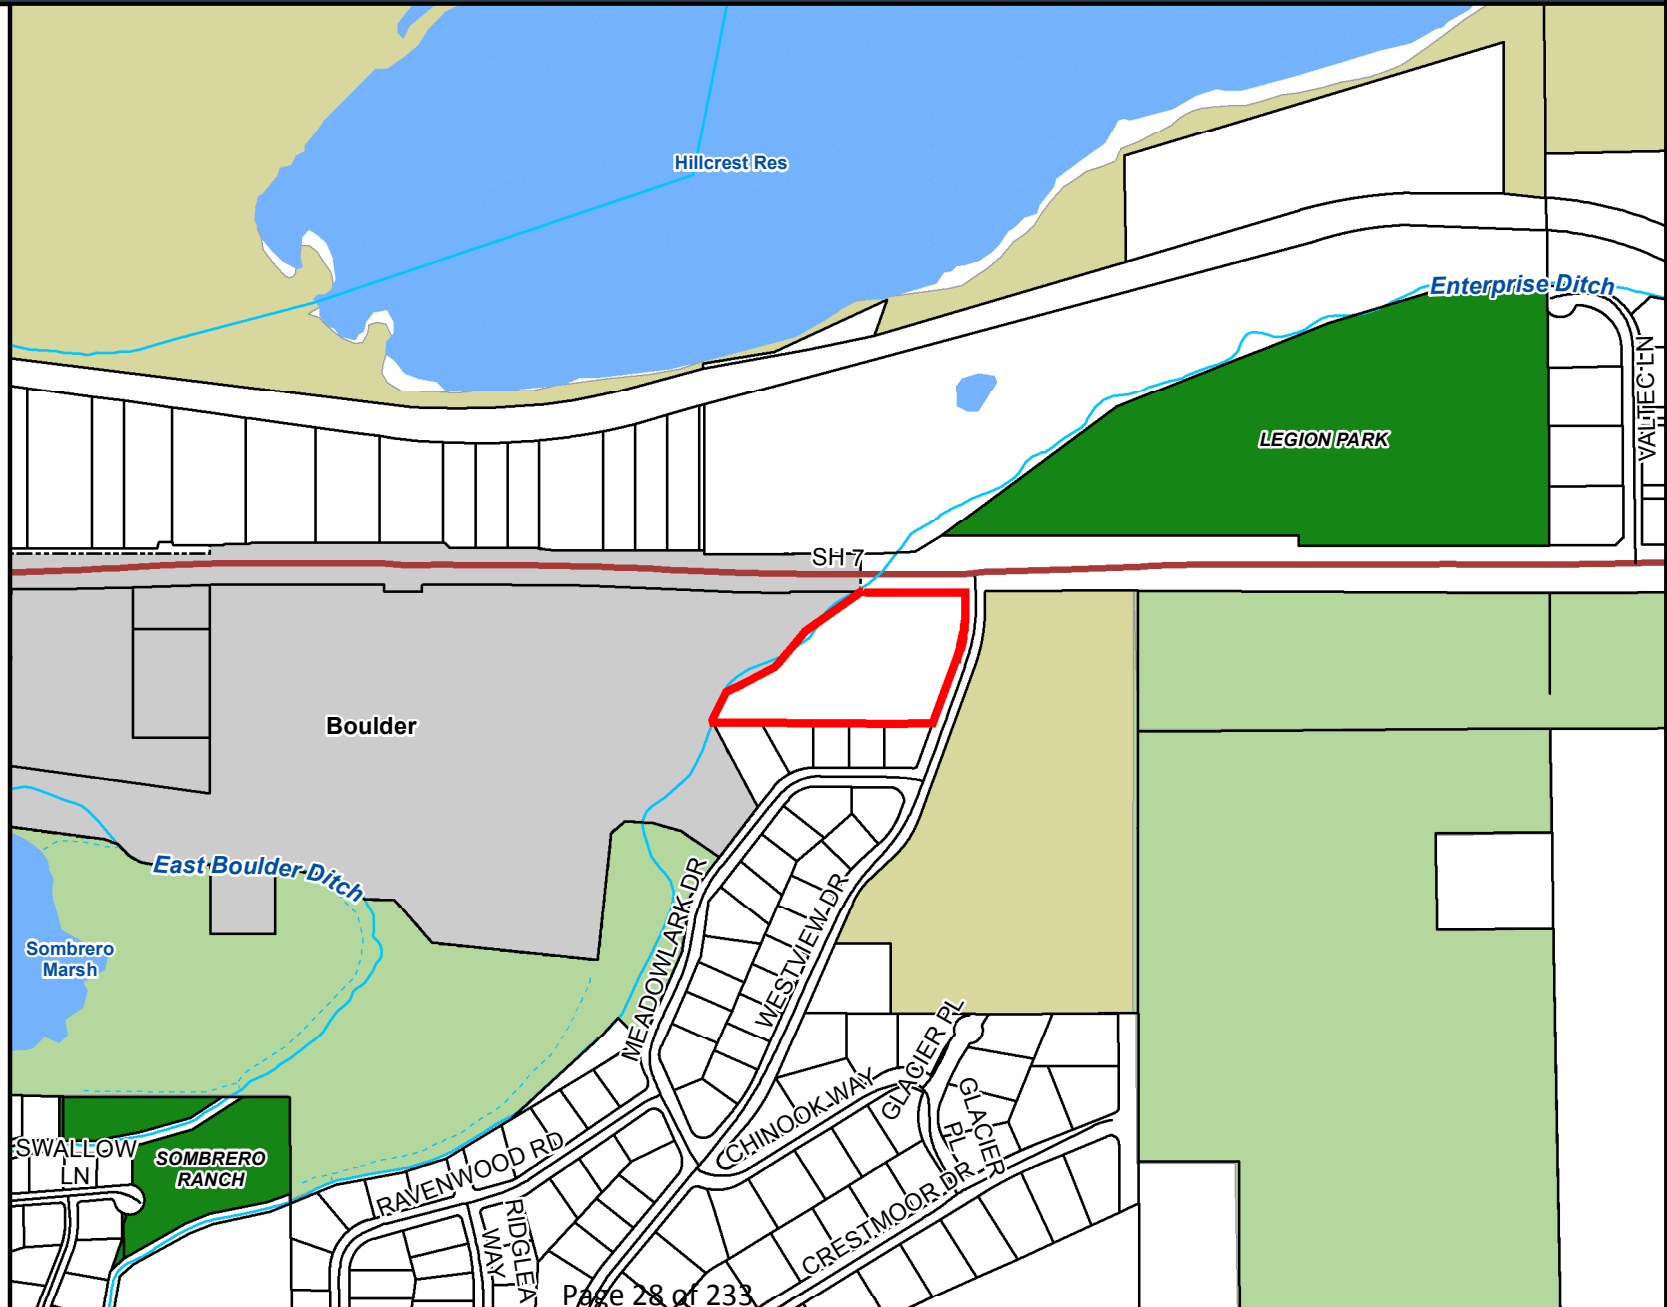 Hillcrest Res
Enterprise Ditch
VALTEC LN
LEGION PARK
SH 7
Boulder
East Boulder Ditch
MEADOWLARK DR
WESTVIEW DR
Sombrero
Marsh
GLACIER PL
CHINOOK WAY
GLACIER
PL
SWALLOW
LN
SOMBRERO
RANCH
RAVENWOOD RD
CRESTMOOR DR
RIDGLEA
WAY
Page 28 of 233